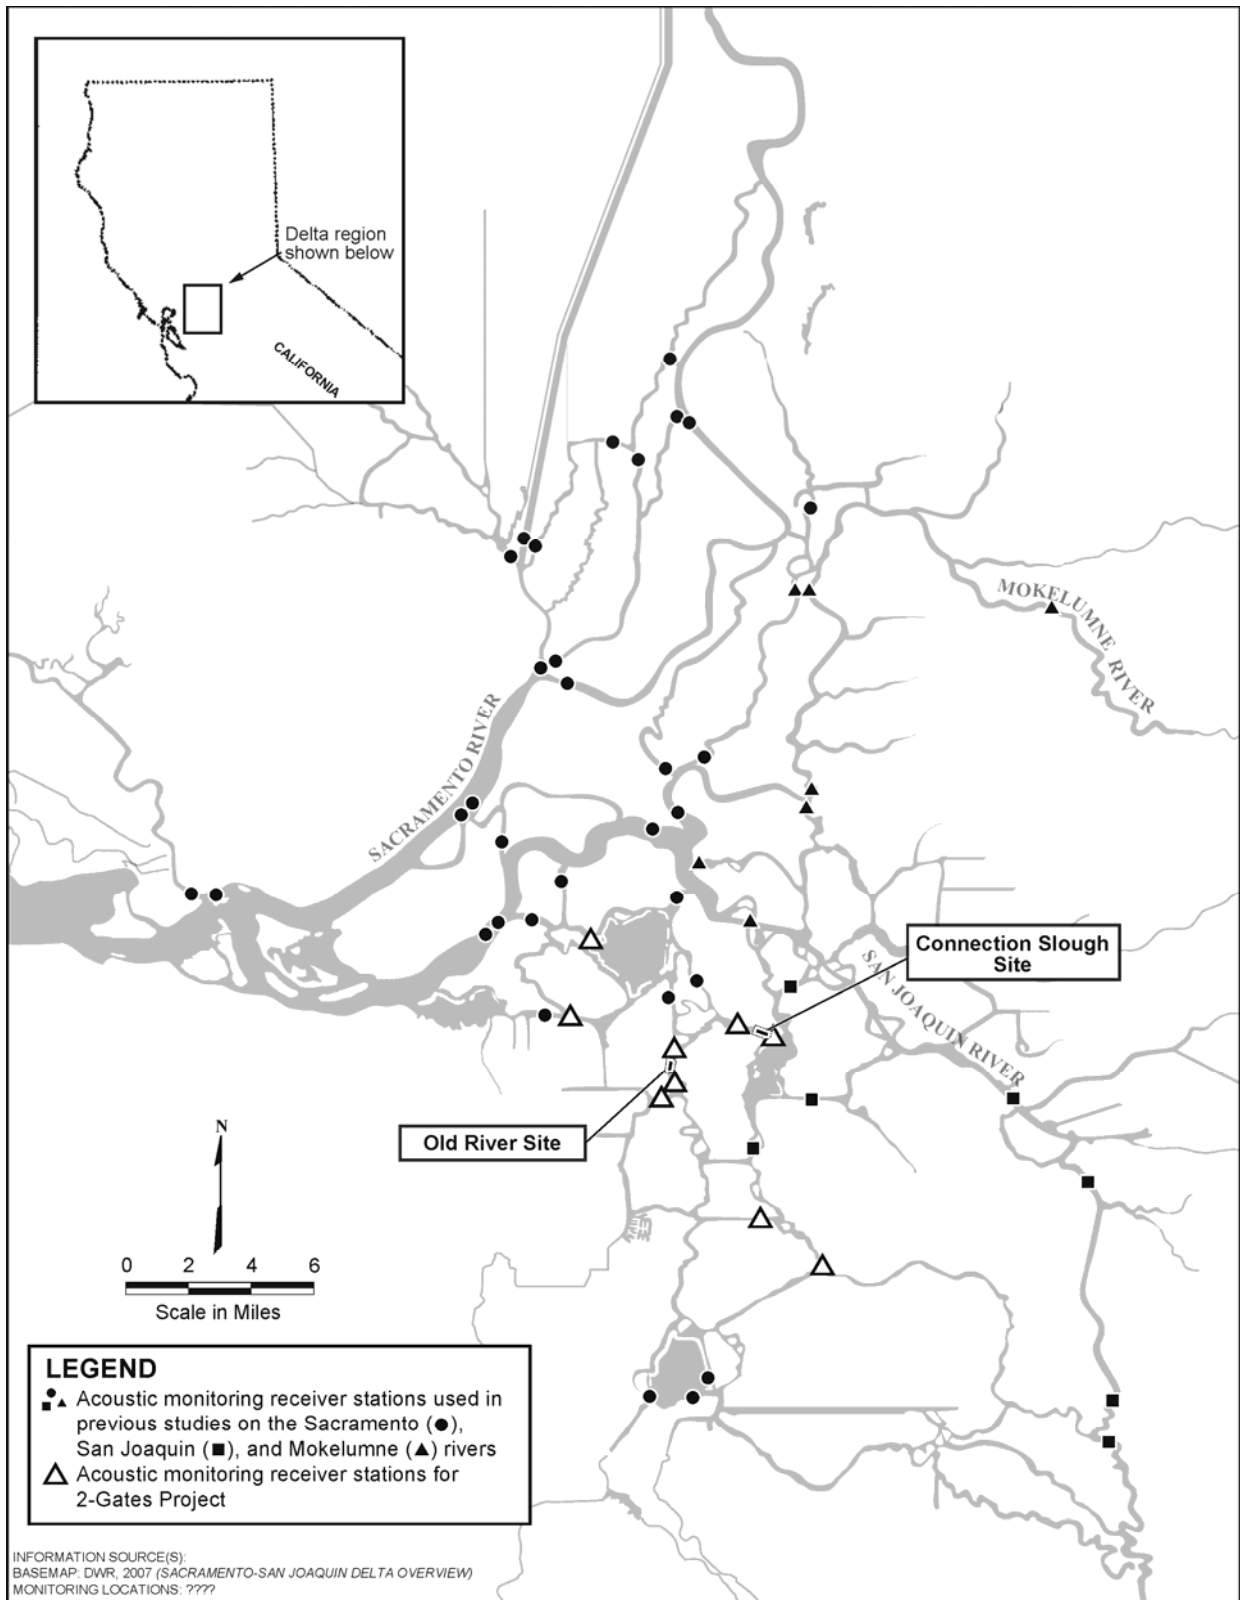 Delta region
shown below
CALIFORNIA
MOKELUMNE RIVER
SACRAMENTO RIVER
Connection Slough
Site
SAN JOAQUIN RIVER
Old River Site
N
0 2 4 6
Scale in Miles
LEGEND
Acoustic monitoring receiver stations used in
previous studies on the Sacramento (●),
San Joaquin (■), and Mokelumne (▲) rivers
Acoustic monitoring receiver stations for
2-Gates Project
INFORMATION SOURCE(S):
BASEMAP: DWR, 2007 (SACRAMENTO-SAN JOAQUIN DELTA OVERVIEW)
MONITORING LOCATIONS: ????